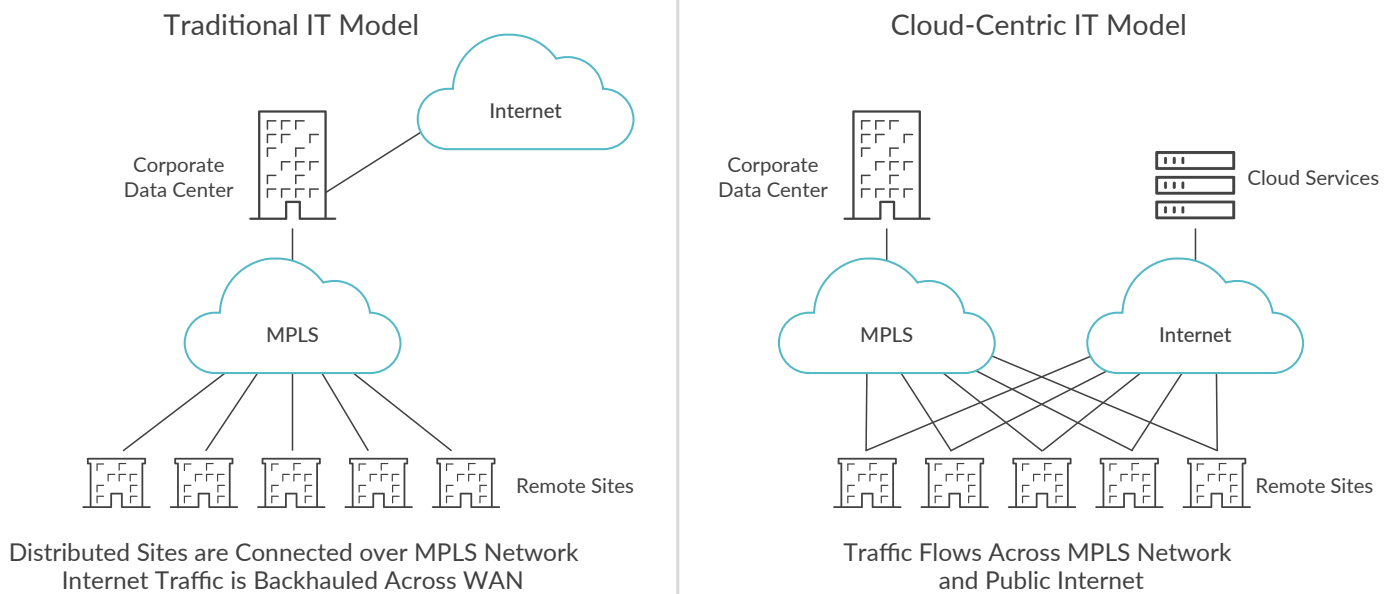 Traditional IT Model
Internet
Corporate
Data Center
MPLS
Remote Sites
Distributed Sites are Connected over MPLS Network
Internet Traffic is Backhauled Across WAN
Cloud-Centric IT Model
Corporate
Data Center
Cloud Services
MPLS
Internet
Remote Sites
Traffic Flows Across MPLS Network
and Public Internet